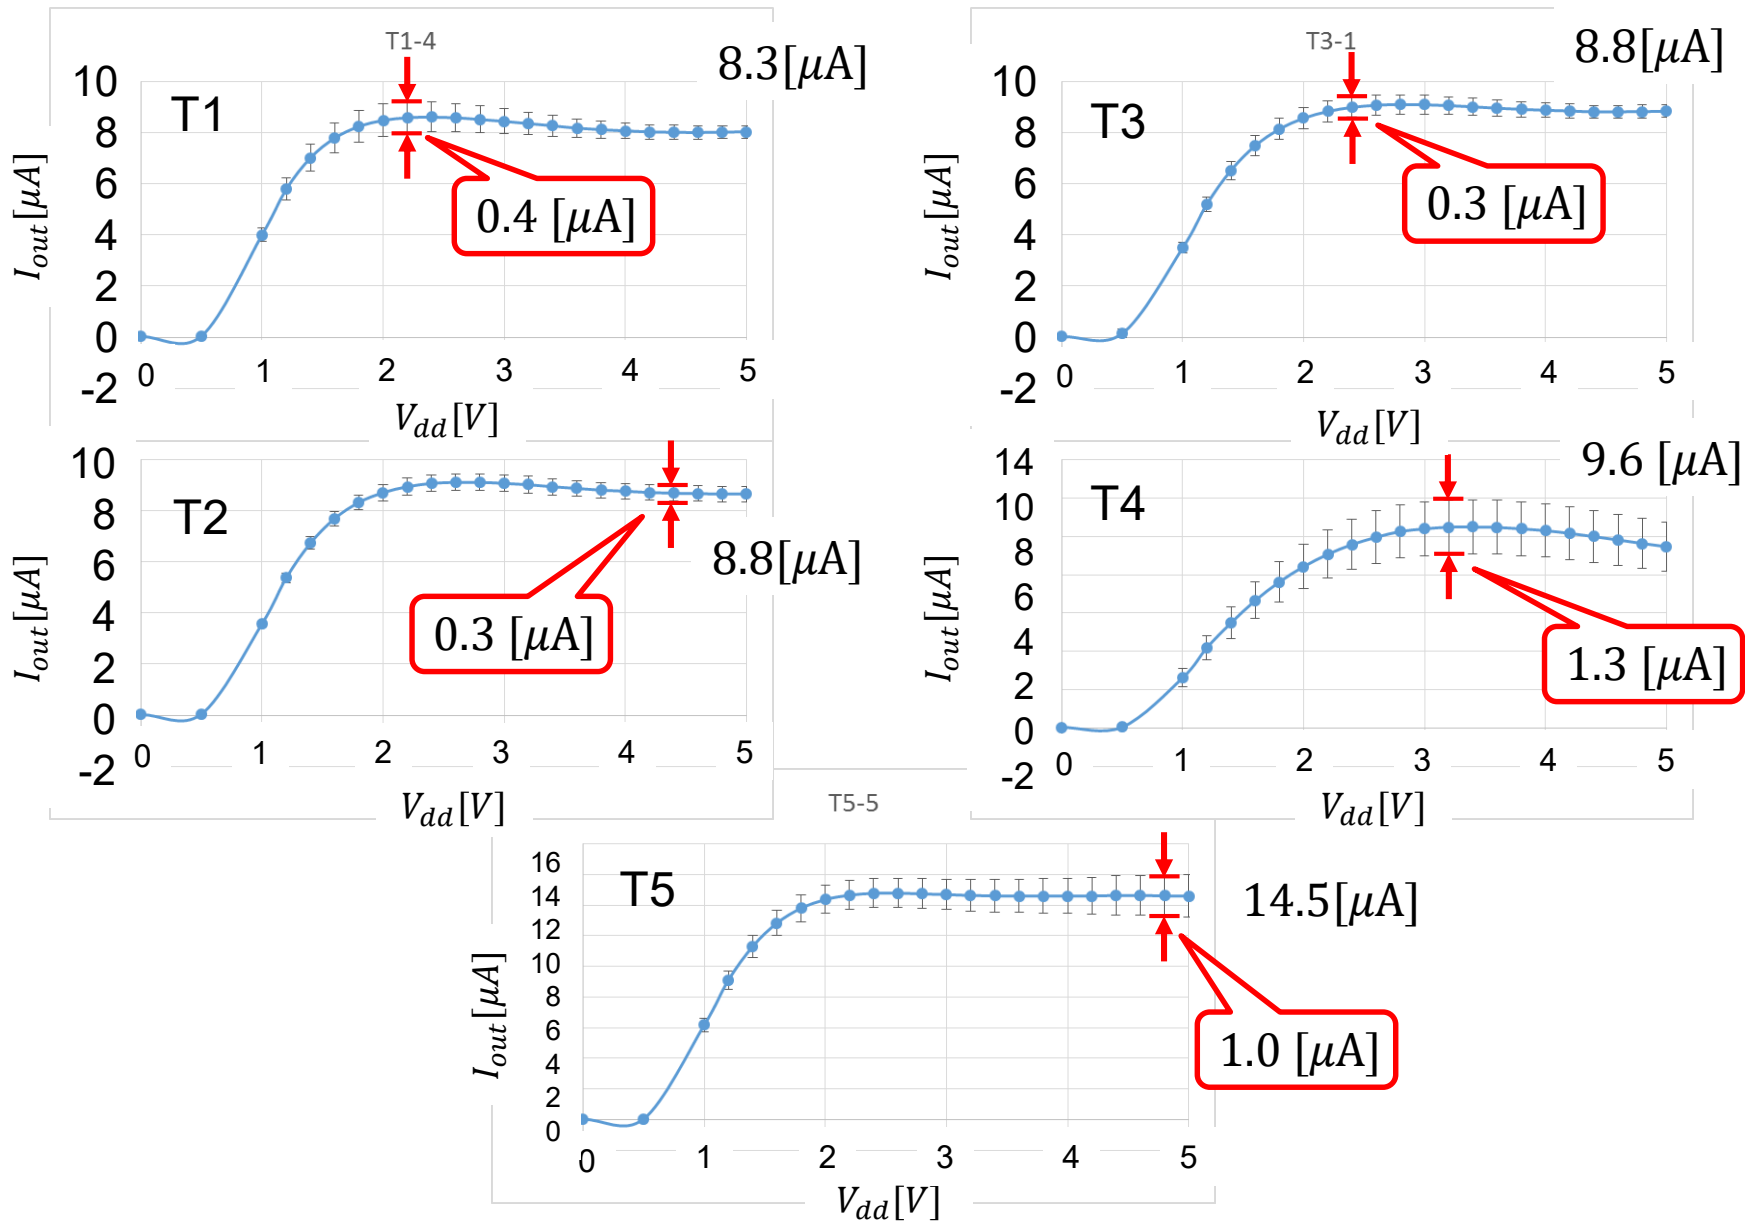 T1-4
8.3[μA]
10
8
6
4
2
0
-2
T1
0.4 [μA]
I_out[μA]
0 1 2 3 4 5
V_dd[V]
T3-1
8.8[μA]
10
8
6
4
2
0
-2
T3
0.3 [μA]
I_out[μA]
0 1 2 3 4 5
V_dd[V]
10
8
6
4
2
0
-2
T2
8.8[μA]
0.3 [μA]
I_out[μA]
0 1 2 3 4 5
V_dd[V]
9.6 [μA]
14
10
8
6
4
2
0
-2
T4
1.3 [μA]
I_out[μA]
0 1 2 3 4 5
V_dd[V]
T5-5
16
14
12
10
8
6
4
2
0
T5
14.5[μA]
1.0 [μA]
I_out[μA]
0 1 2 3 4 5
V_dd[V]